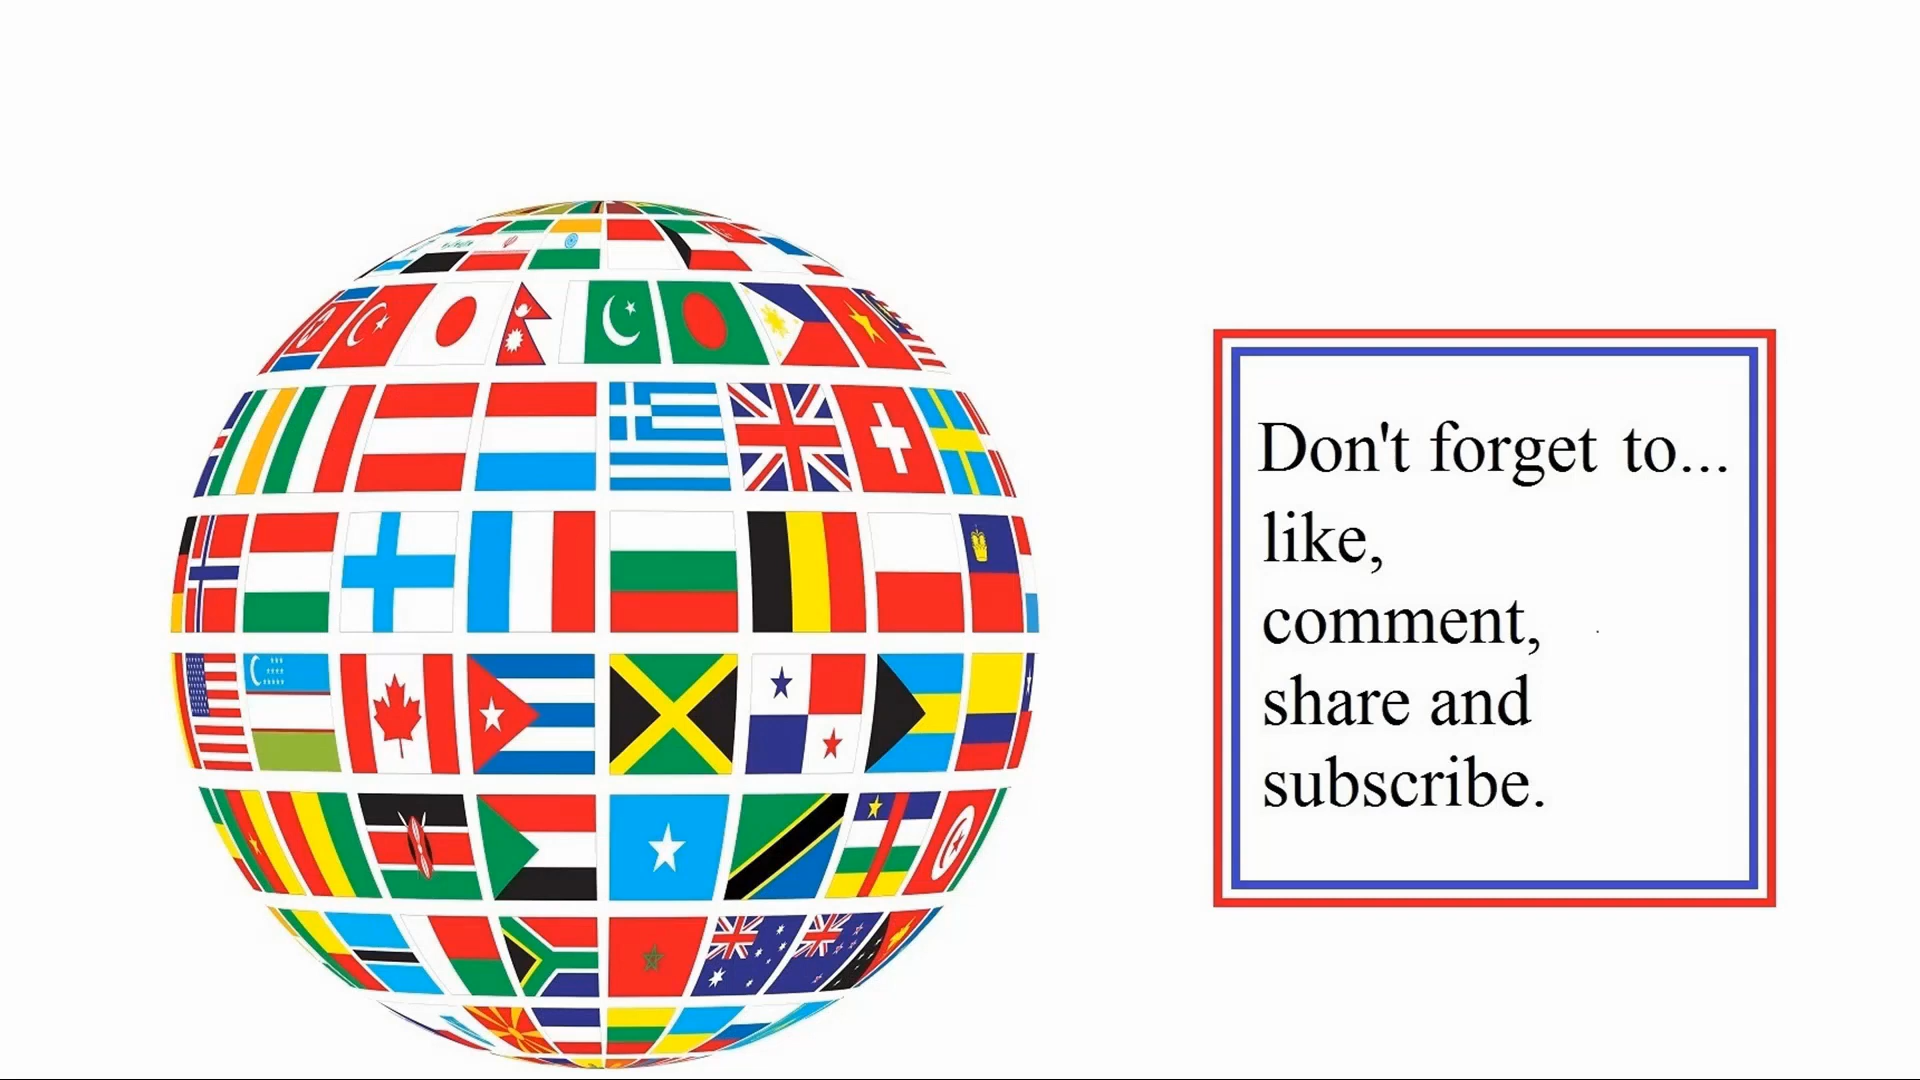 Don't forget to...
like,
comment,
share and
subscribe.